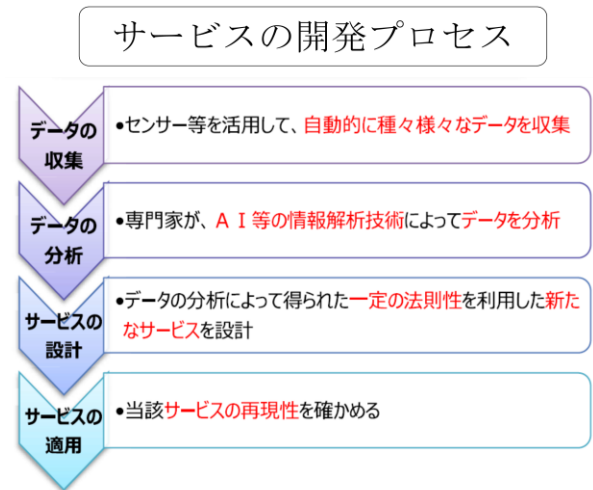 サービスの開発プロセス
データの
収集
•センサー等を活用して、自動的に種々様々なデータを収集
データの
分析
•専門家が、ＡＩ等の情報解析技術によってデータを分析
サービスの
設計
•データの分析によって得られた一定の法則性を利用した新た
なサービスを設計
サービスの
適用
•当該サービスの再現性を確かめる